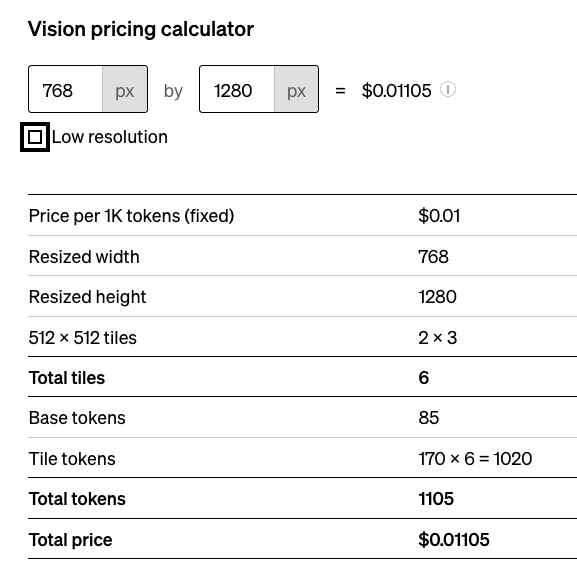 Vision pricing calculator
768 px by 1280 px = $0.01105
Low resolution
Price per 1K tokens (fixed) $0.01
Resized width 768
Resized height 1280
512 × 512 tiles 2 × 3
Total tiles 6
Base tokens 85
Tile tokens 170 × 6 = 1020
Total tokens 1105
Total price $0.01105